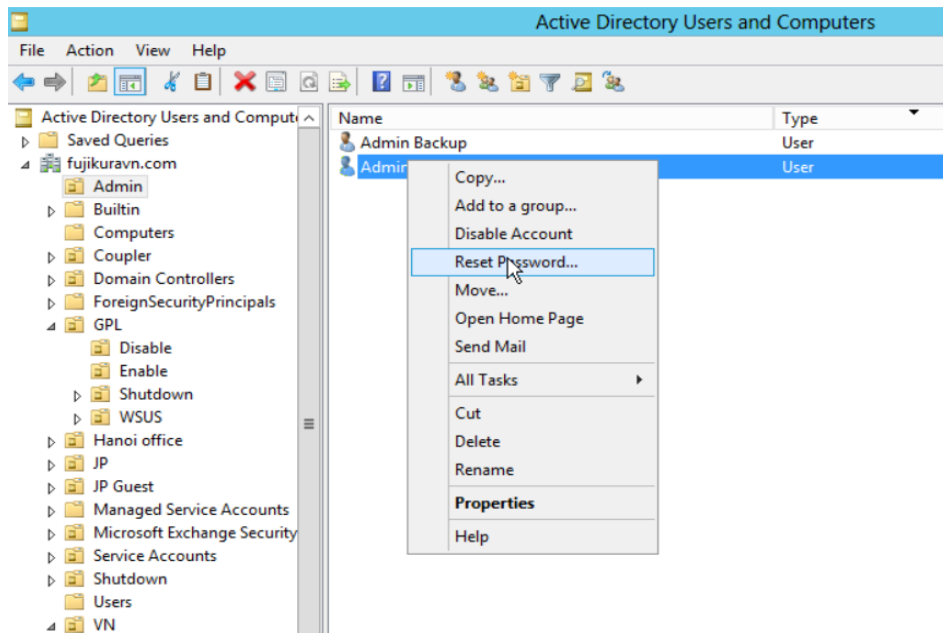 Active Directory Users and Computers
File Action View Help
Active Directory Users and Comput
Saved Queries
fujikuravn.com
Admin
Builtin
Computers
Coupler
Domain Controllers
ForeignSecurityPrincipals
GPL
Disable
Enable
Shutdown
WSUS
Hanoi office
JP
JP Guest
Managed Service Accounts
Microsoft Exchange Security
Service Accounts
Shutdown
Users
VN
Name Type
Admin Backup User
Admin User
Copy...
Add to a group...
Disable Account
Reset Password...
Move...
Open Home Page
Send Mail
All Tasks
Cut
Delete
Rename
Properties
Help